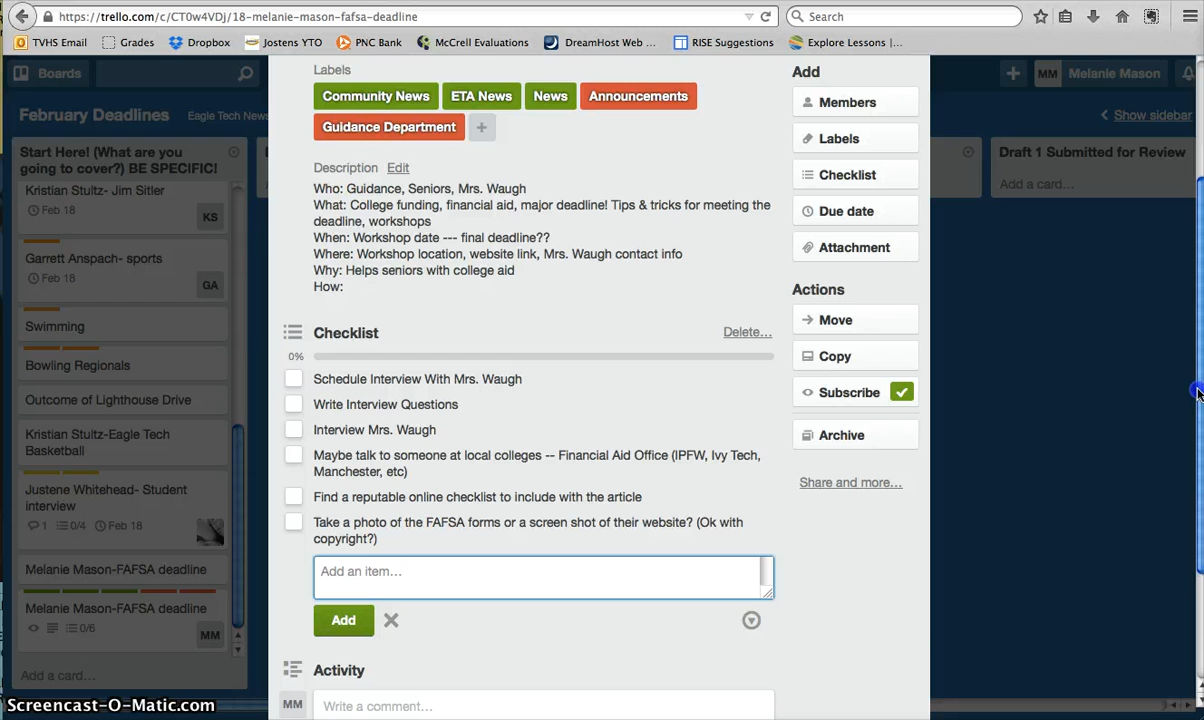 https://trello.com/c/CT0w4VDj/18-melanie-mason-fafsa-deadline
Search
TVHS Email
Grades
Dropbox
Jostens YTO
PNC Bank
McCrell Evaluations
DreamHost Web ...
RISE Suggestions
Explore Lessons |...
Boards
MM
Melanie Mason
February Deadlines
Eagle Tech News
Show sidebar
Start Here! (What are you
going to cover?) BE SPECIFIC!
Kristian Stultz- Jim Sitler
Feb 18
KS
Garrett Anspach- sports
Feb 18
GA
Swimming
Bowling Regionals
Outcome of Lighthouse Drive
Kristian Stultz-Eagle Tech
Basketball
Justene Whitehead- Student
interview
1 0/4 Feb 18
Melanie Mason-FAFSA deadline
Melanie Mason-FAFSA deadline
0/6
MM
Add a card…
Labels
Community News
ETA News
News
Announcements
Guidance Department
+
Description Edit
Who: Guidance, Seniors, Mrs. Waugh
What: College funding, financial aid, major deadline! Tips & tricks for meeting the
deadline, workshops
When: Workshop date --- final deadline??
Where: Workshop location, website link, Mrs. Waugh contact info
Why: Helps seniors with college aid
How:
Checklist
Delete…
0%
Schedule Interview With Mrs. Waugh
Write Interview Questions
Interview Mrs. Waugh
Maybe talk to someone at local colleges -- Financial Aid Office (IPFW, Ivy Tech,
Manchester, etc)
Find a reputable online checklist to include with the article
Take a photo of the FAFSA forms or a screen shot of their website? (Ok with
copyright?)
Add an item…
Add
Activity
MM
Write a comment…
Add
Members
Labels
Checklist
Due date
Attachment
Actions
Move
Copy
Subscribe
Archive
Share and more…
Draft 1 Submitted for Review
Add a card…
Screencast-O-Matic.com